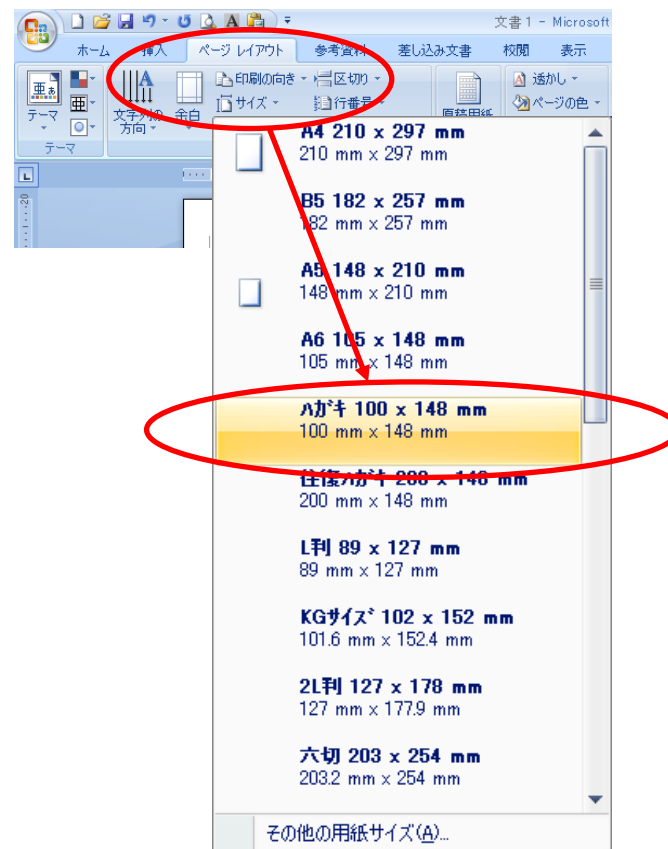 文書 1 - Microsoft
ホーム 挿入 ページ レイアウト 参考資料 差し込み文書 校閲 表示
亜あ 亜 A 印刷の向き 区切り 透かし
サイズ 行番号 ページの色
テーマ 文字列の 余白 原稿用紙
方向
テーマ
L
20
A4 210 x 297 mm
210 mm x 297 mm
B5 182 x 257 mm
182 mm x 257 mm
A5 148 x 210 mm
148 mm x 210 mm
A6 105 x 148 mm
105 mm x 148 mm
ハガキ 100 x 148 mm
100 mm x 148 mm
往復ハガキ 200 x 148 mm
200 mm x 148 mm
L判 89 x 127 mm
89 mm x 127 mm
KGサイズ 102 x 152 mm
101.6 mm x 152.4 mm
2L判 127 x 178 mm
127 mm x 177.9 mm
六切 203 x 254 mm
203.2 mm x 254 mm
その他の用紙サイズ(A)...